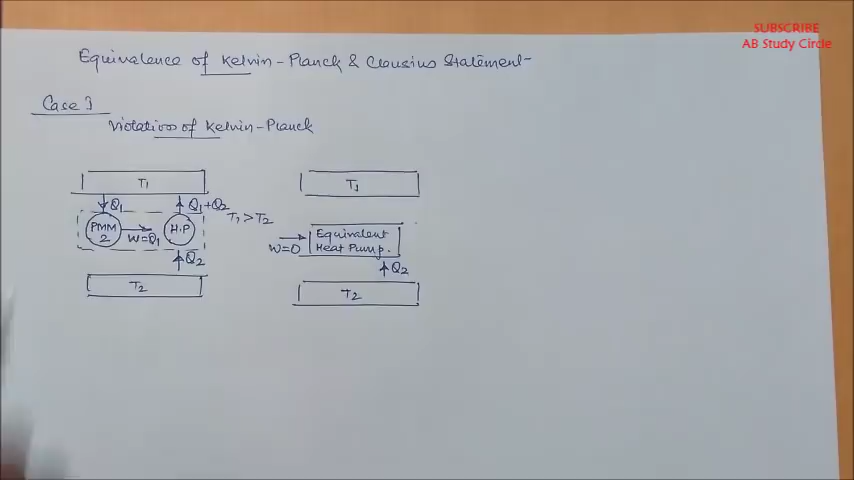 SUBSCRIBE
AB Study Circle
Equivalence of Kelvin-Planck & Clausius Statement-
Case I
Violation of Kelvin-Planck
T1
T1
Q1
Q1+Q2
T1>T2
PMM
2
W=Q1
H.P
W=0
Equivalent
Heat Pump.
Q2
Q2
T2
T2